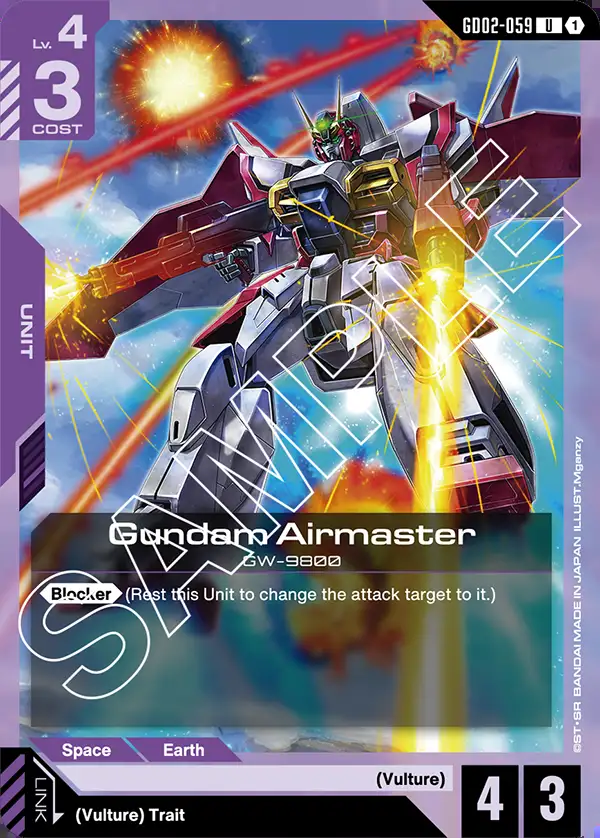 Lv. 4
3
COST
GD02-059 U 1
UNIT
SAMPLE
Gundam Airmaster
GW-9800
Blocker (Rest this Unit to change the attack target to it.)
Space Earth
(Vulture)
LINK
(Vulture) Trait
4 3
©ST・SR BANDAI MADE IN JAPAN ILLUST.Mganzy